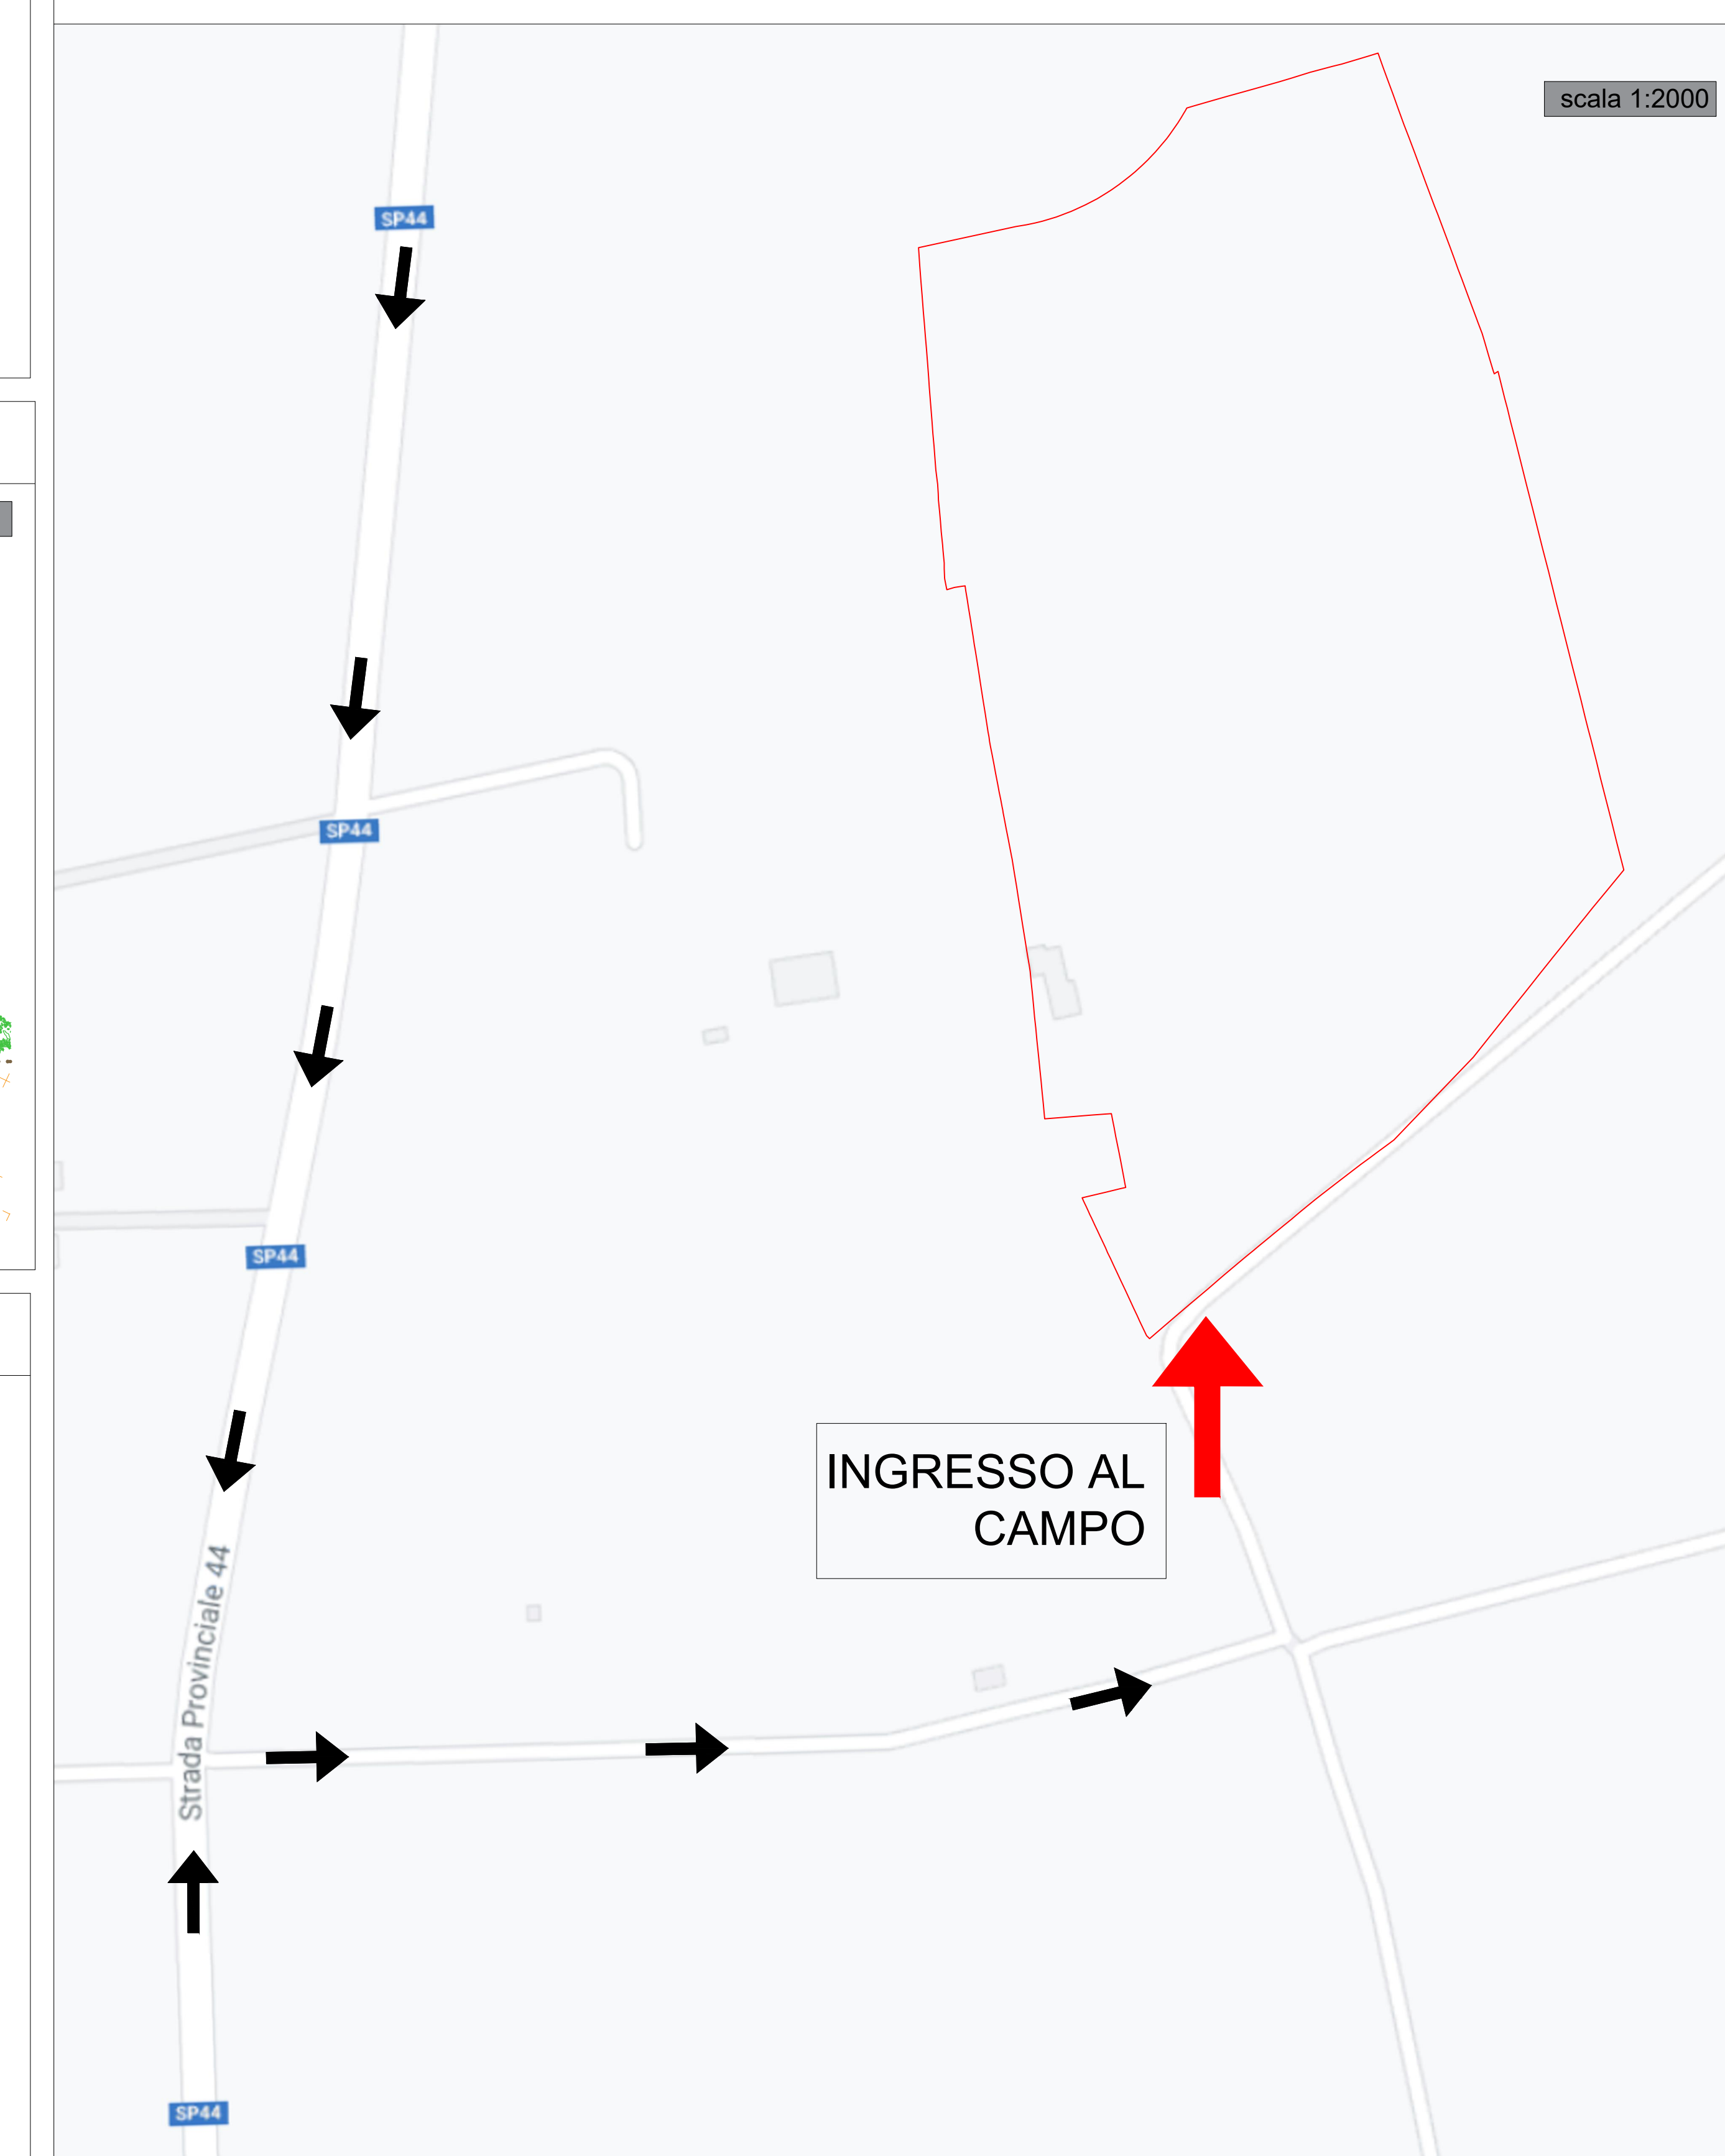 scala 1:2000
SP44
SP44
SP44
INGRESSO AL
CAMPO
Strada Provinciale 44
SP44